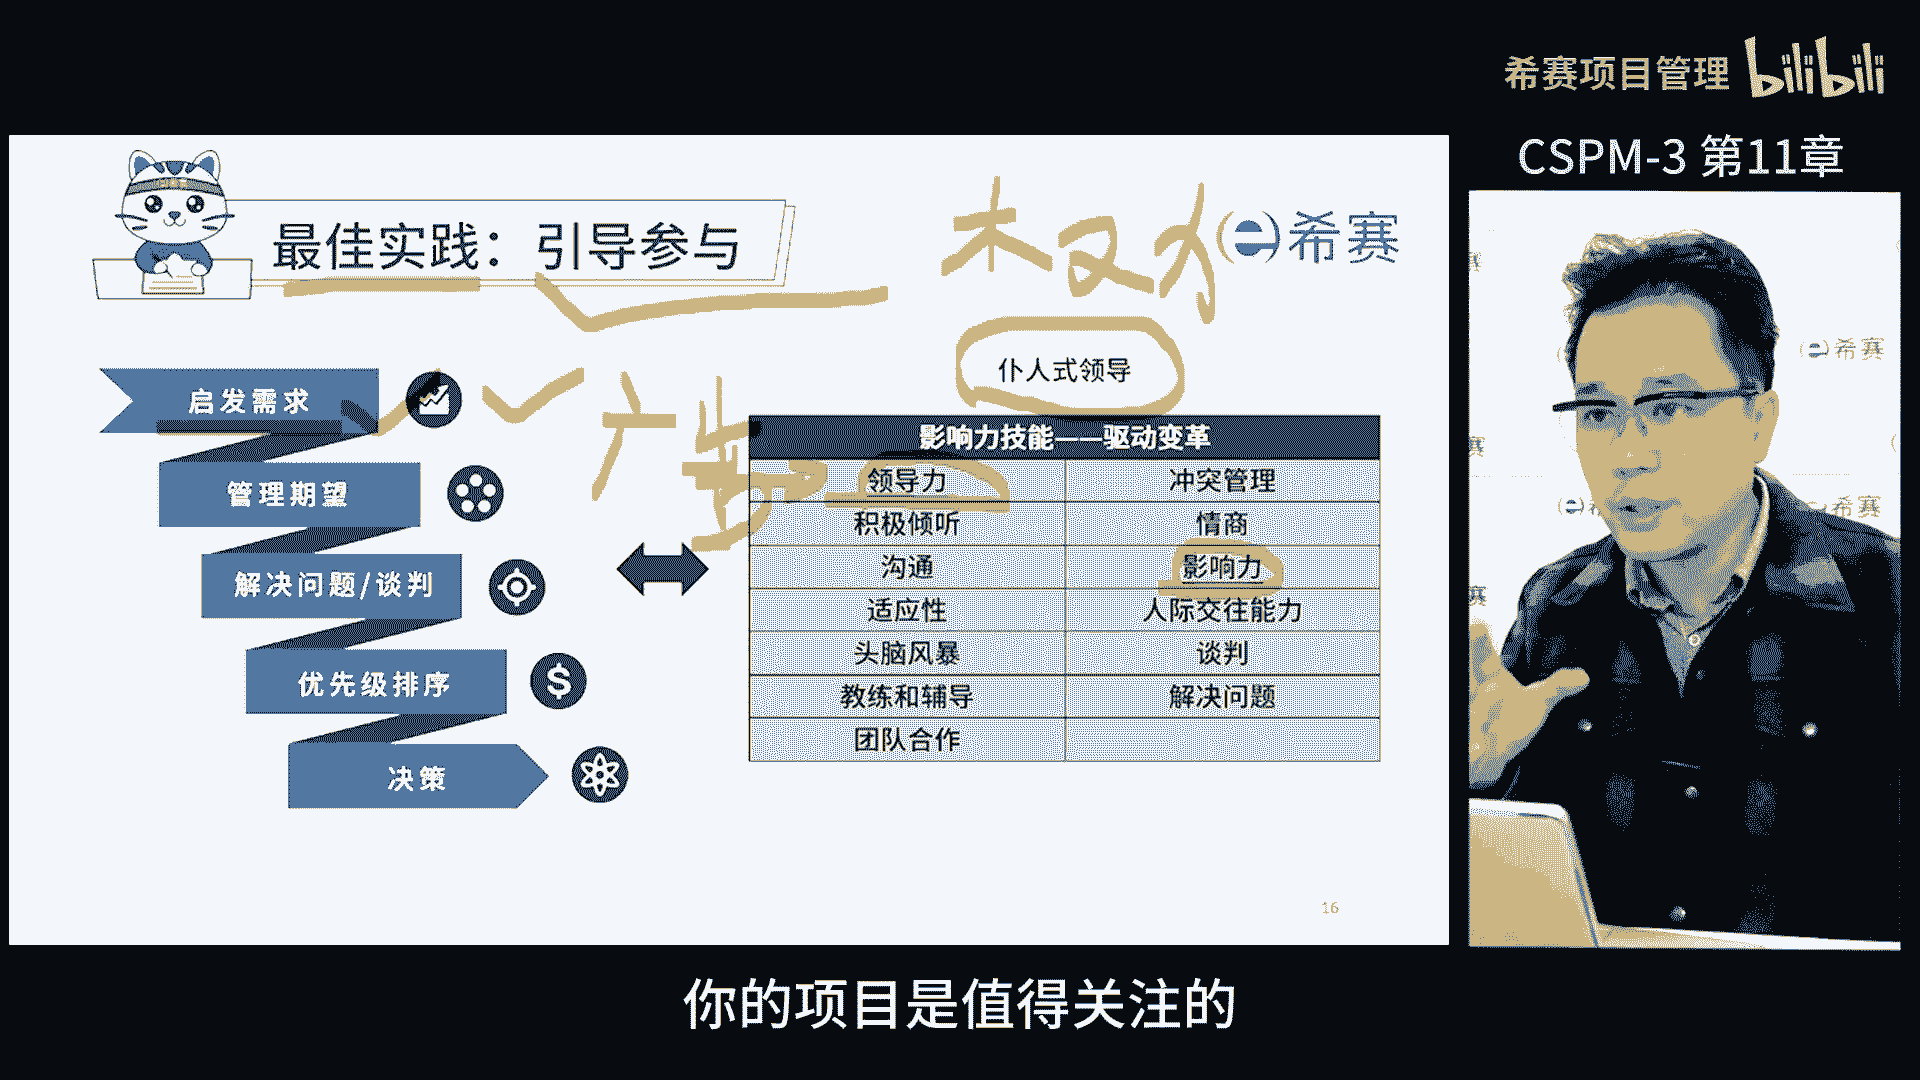 希赛项目管理 bilibili
CSPM-3 第11章
最佳实践：引导参与
权力
希赛
仆人式领导
启发需求
管理期望
解决问题/谈判
优先级排序
决策
影响力技能——驱动变革
领导力 冲突管理
积极倾听 情商
沟通 影响力
适应性 人际交往能力
头脑风暴 谈判
教练和辅导 解决问题
团队合作
16
希赛
你的项目是值得关注的